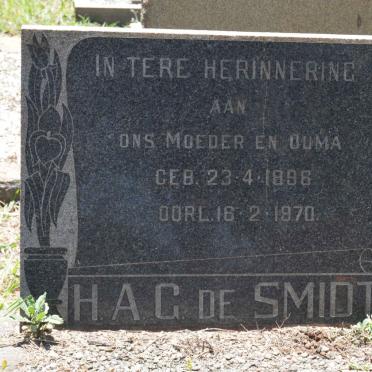 IN TERE HERINNERING
AAN
ONS MOEDER EN OUMA
GEB. 23·4·1896
OORL. 16·2·1970.
H.A.G. DE SMIDT